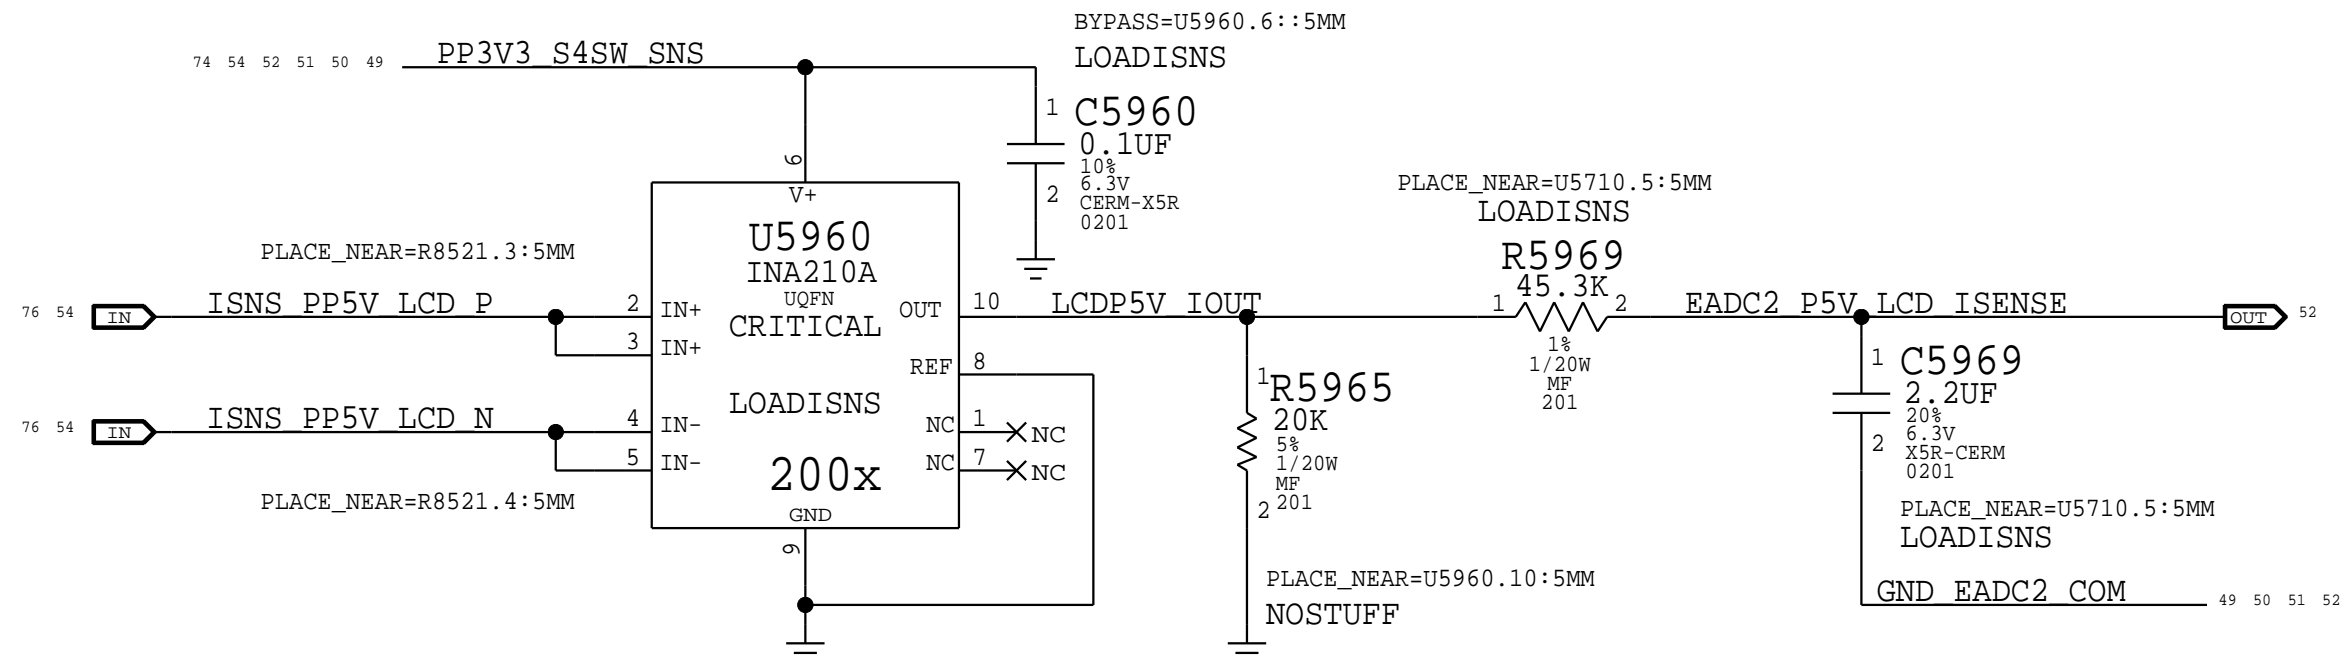 BYPASS=U5960.6::5MM
LOADISNS
74 54 52 51 50 49 PP3V3_S4SW_SNS
1 C5960
0.1UF
10%
6.3V
2 CERM-X5R
0201
6
V+
U5960
INA210A
UQFN
CRITICAL
LOADISNS
200x
GND
9
PLACE_NEAR=R8521.3:5MM
76 54 IN ISNS_PP5V_LCD_P 2 IN+
3 IN+
76 54 IN ISNS_PP5V_LCD_N 4 IN-
5 IN-
PLACE_NEAR=R8521.4:5MM
OUT 10 LCDP5V_IOUT
REF 8
NC 1 NC
NC 7 NC
PLACE_NEAR=U5710.5:5MM
LOADISNS
R5969
45.3K
1 2
1%
1/20W
MF
201
EADC2_P5V_LCD_ISENSE OUT 52
1 R5965
20K
5%
1/20W
MF
2 201
PLACE_NEAR=U5960.10:5MM
NOSTUFF
1 C5969
2.2UF
20%
6.3V
2 X5R-CERM
0201
PLACE_NEAR=U5710.5:5MM
LOADISNS
GND_EADC2_COM 49 50 51 52